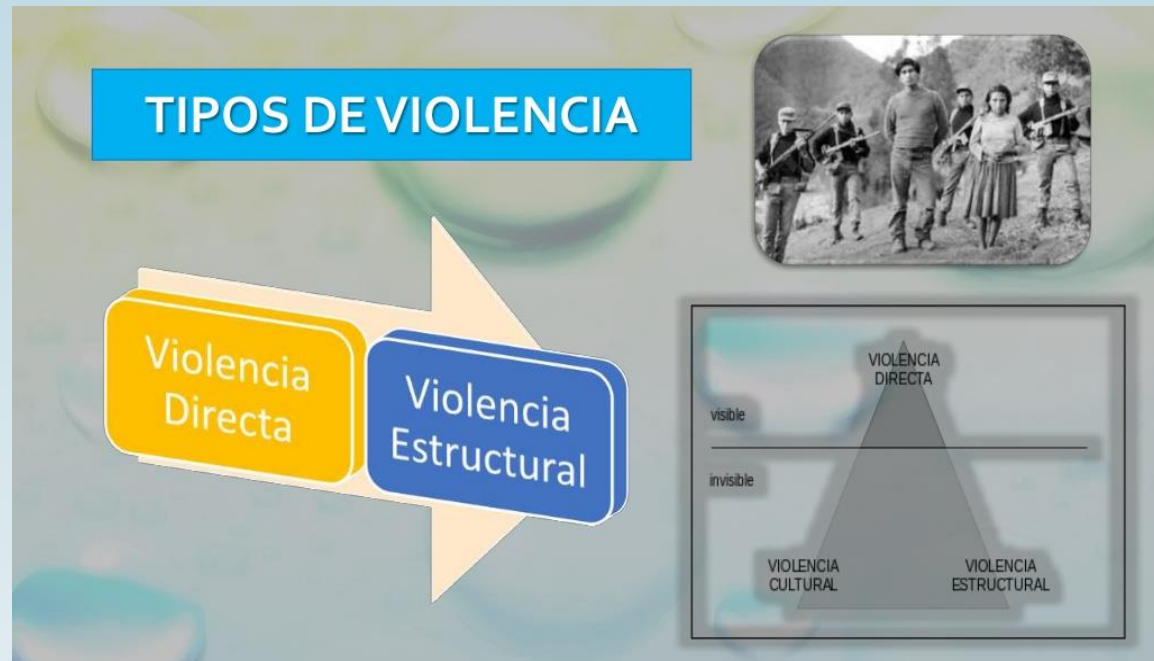 TIPOS DE VIOLENCIA
Violencia
Directa
Violencia
Estructural
VIOLENCIA
DIRECTA
visible
invisible
VIOLENCIA
CULTURAL
VIOLENCIA
ESTRUCTURAL